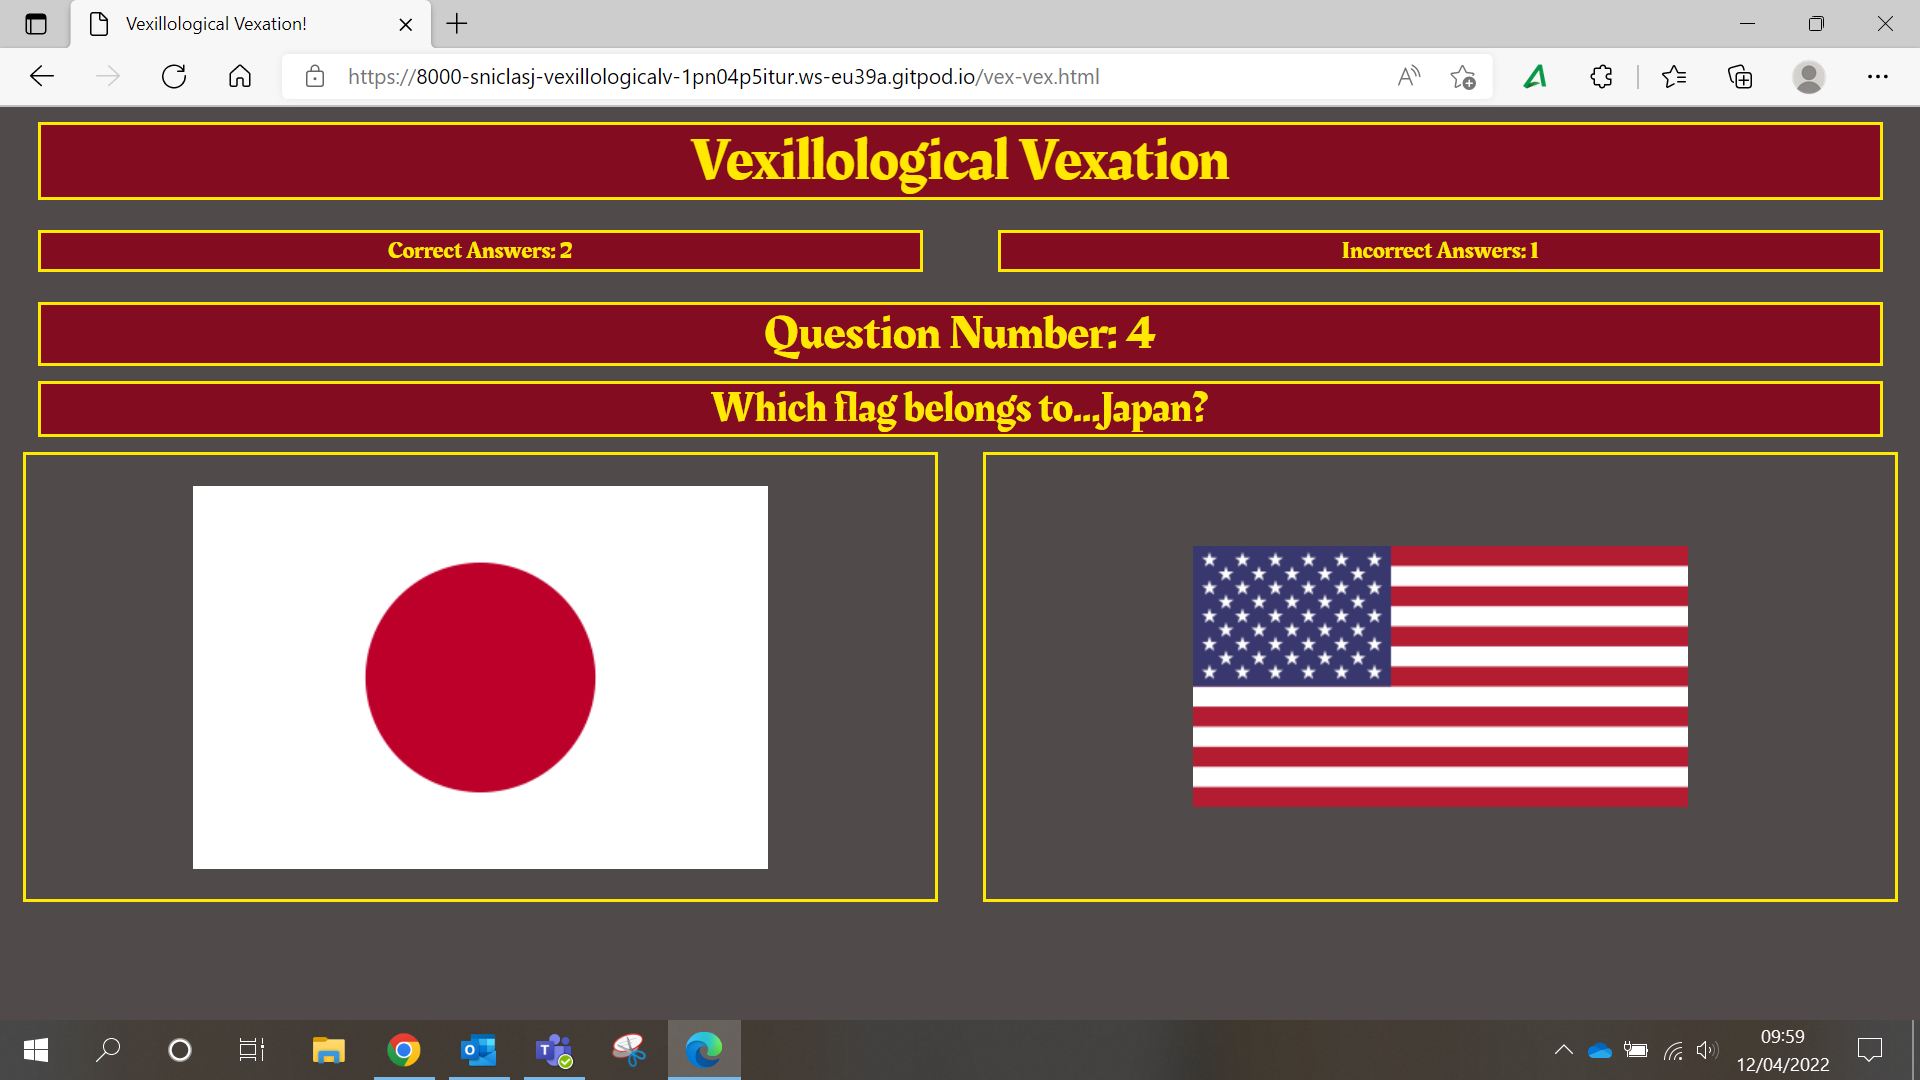 Vexillological Vexation!
https://8000-sniclasj-vexillologicalv-1pn04p5itur.ws-eu39a.gitpod.io/vex-vex.html
Vexillological Vexation
Correct Answers: 2
Incorrect Answers: 1
Question Number: 4
Which flag belongs to...Japan?
09:59
12/04/2022